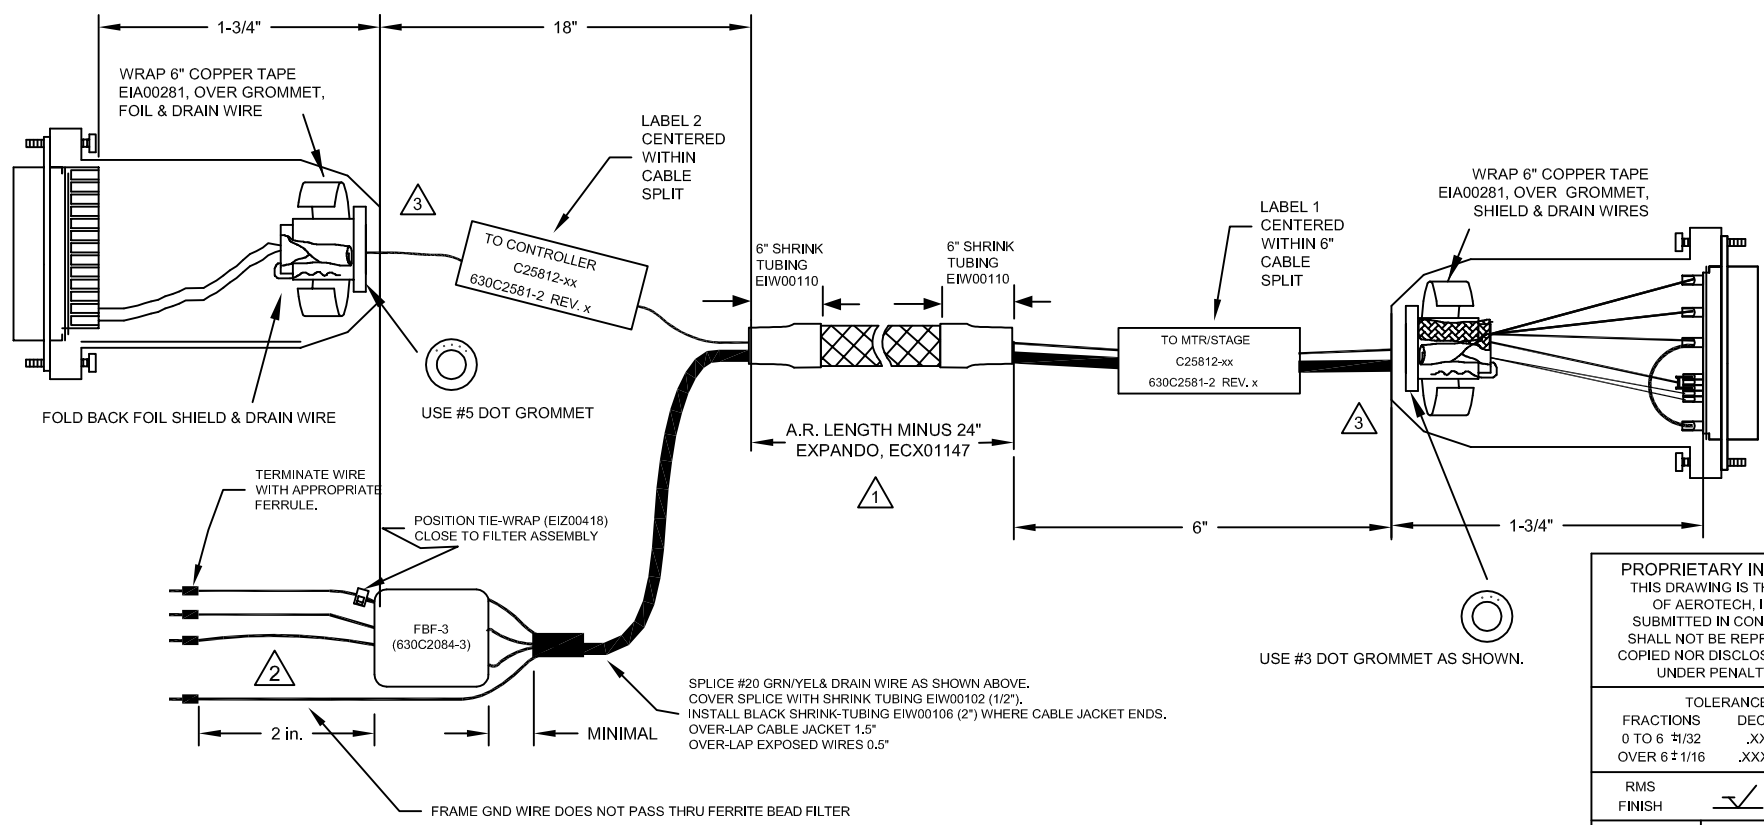 1-3/4"
18"
WRAP 6" COPPER TAPE
EIA00281, OVER GROMMET,
FOIL & DRAIN WIRE
LABEL 2
CENTERED
WITHIN
CABLE
SPLIT
3
TO CONTROLLER
C25812-xx
630C2581-2 REV. x
6" SHRINK
TUBING
EIW00110
6" SHRINK
TUBING
EIW00110
LABEL 1
CENTERED
WITHIN 6"
CABLE
SPLIT
WRAP 6" COPPER TAPE
EIA00281, OVER GROMMET,
SHIELD & DRAIN WIRES
TO MTR/STAGE
C25812-xx
630C2581-2 REV. x
FOLD BACK FOIL SHIELD & DRAIN WIRE
USE #5 DOT GROMMET
A.R. LENGTH MINUS 24"
EXPANDO, ECX01147
1
3
6"
1-3/4"
TERMINATE WIRE
WITH APPROPRIATE
FERRULE.
POSITION TIE-WRAP (EIZ00418)
CLOSE TO FILTER ASSEMBLY
FBF-3
(630C2084-3)
2
2 in.
MINIMAL
SPLICE #20 GRN/YEL& DRAIN WIRE AS SHOWN ABOVE.
COVER SPLICE WITH SHRINK TUBING EIW00102 (1/2").
INSTALL BLACK SHRINK-TUBING EIW00106 (2") WHERE CABLE JACKET ENDS.
OVER-LAP CABLE JACKET 1.5"
OVER-LAP EXPOSED WIRES 0.5"
FRAME GND WIRE DOES NOT PASS THRU FERRITE BEAD FILTER
USE #3 DOT GROMMET AS SHOWN.
PROPRIETARY IN
THIS DRAWING IS TH
OF AEROTECH, I
SUBMITTED IN CON
SHALL NOT BE REPR
COPIED NOR DISCLOS
UNDER PENALT
TOLERANCE
FRACTIONS DEC
0 TO 6 ±1/32 .XX
OVER 6 ± 1/16 .XXX
RMS
FINISH